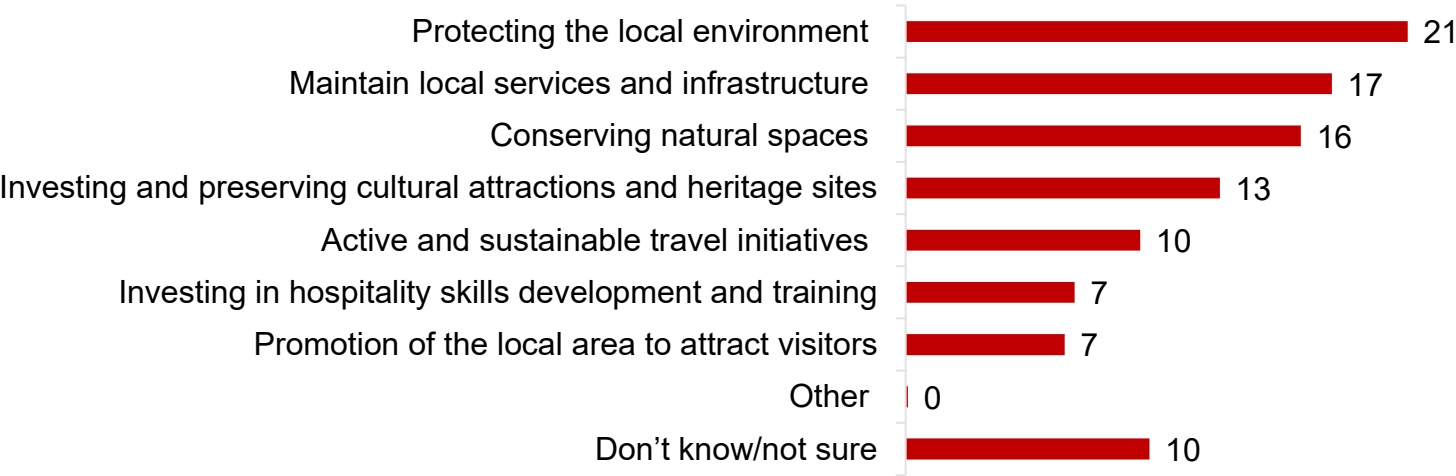 Protecting the local environment 21
Maintain local services and infrastructure 17
Conserving natural spaces 16
Investing and preserving cultural attractions and heritage sites 13
Active and sustainable travel initiatives 10
Investing in hospitality skills development and training 7
Promotion of the local area to attract visitors 7
Other 0
Don’t know/not sure 10